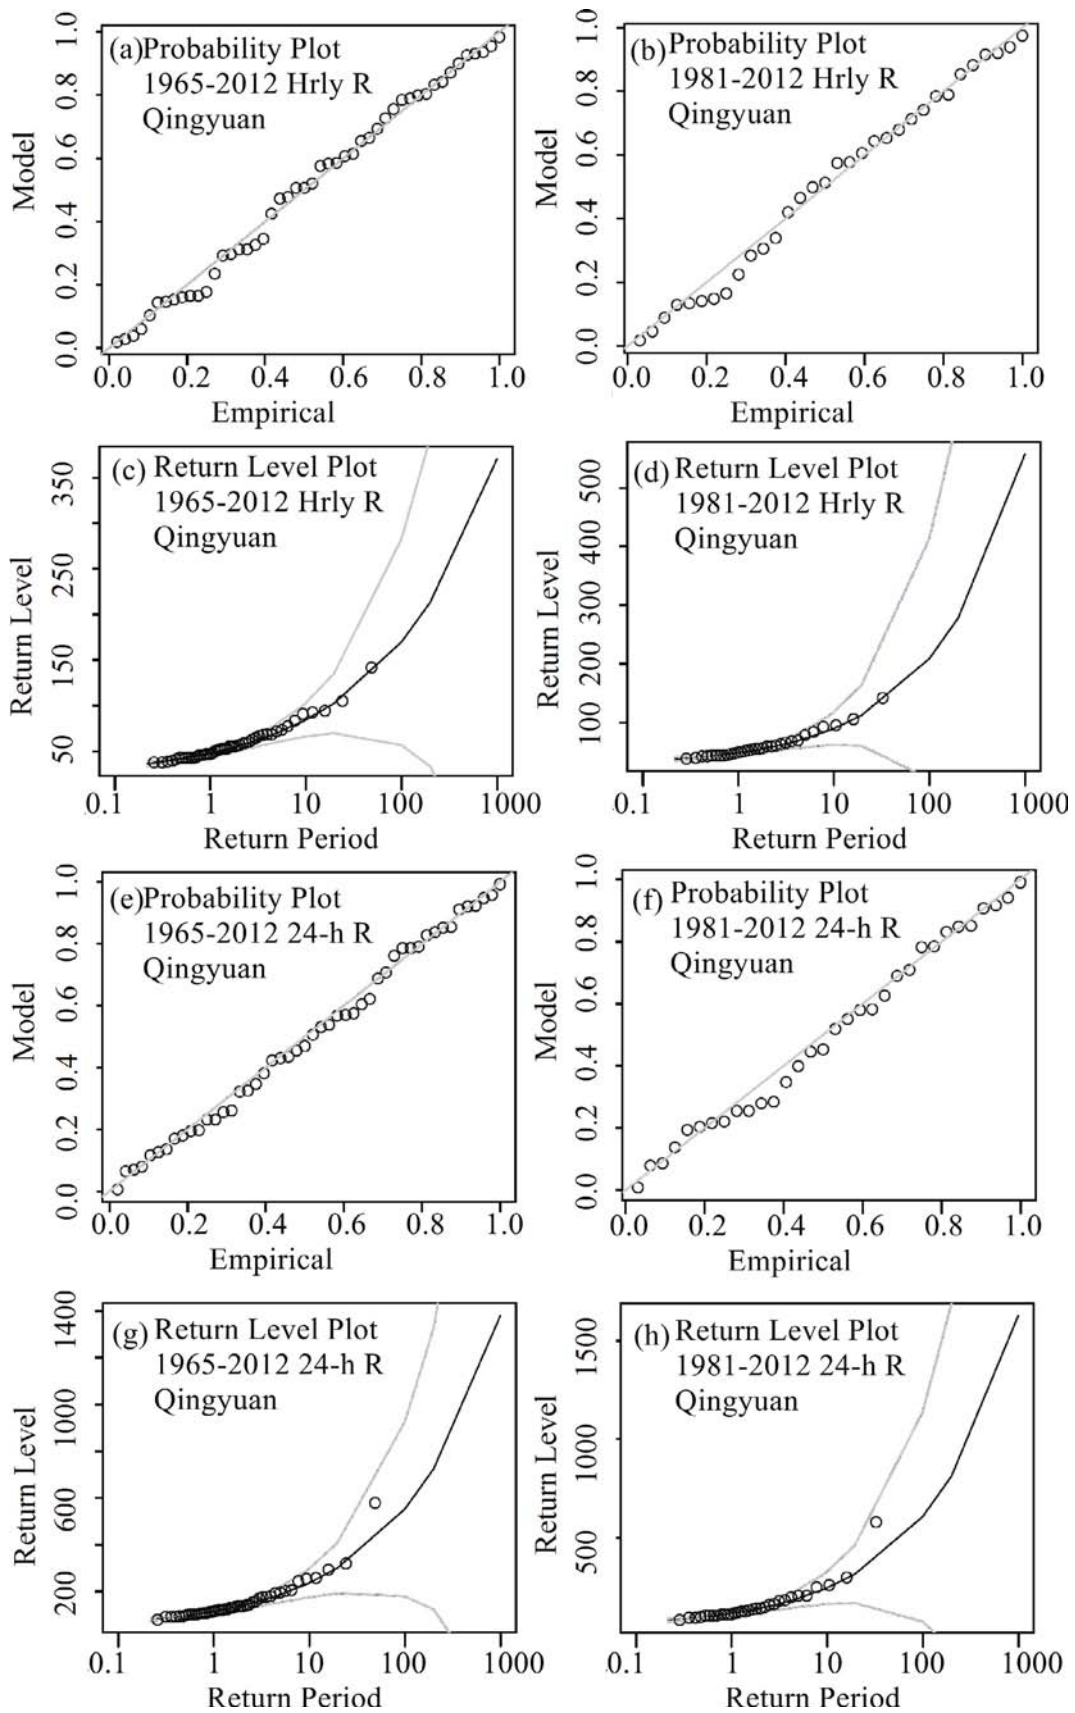 (a) Probability Plot
1965-2012 Hrly R
Qingyuan
Model
0.0 0.2 0.4 0.6 0.8 1.0
0.0 0.2 0.4 0.6 0.8 1.0
Empirical
(b) Probability Plot
1981-2012 Hrly R
Qingyuan
Model
0.0 0.2 0.4 0.6 0.8 1.0
0.0 0.2 0.4 0.6 0.8 1.0
Empirical
(c) Return Level Plot
1965-2012 Hrly R
Qingyuan
Return Level
50 150 250 350
0.1 1 10 100 1000
Return Period
(d) Return Level Plot
1981-2012 Hrly R
Qingyuan
Return Level
100 200 300 400 500
0.1 1 10 100 1000
Return Period
(e) Probability Plot
1965-2012 24-h R
Qingyuan
Model
0.0 0.2 0.4 0.6 0.8 1.0
0.0 0.2 0.4 0.6 0.8 1.0
Empirical
(f) Probability Plot
1981-2012 24-h R
Qingyuan
Model
0.0 0.2 0.4 0.6 0.8 1.0
0.0 0.2 0.4 0.6 0.8 1.0
Empirical
(g) Return Level Plot
1965-2012 24-h R
Qingyuan
Return Level
200 600 1000 1400
0.1 1 10 100 1000
Return Period
(h) Return Level Plot
1981-2012 24-h R
Qingyuan
Return Level
500 1000 1500
0.1 1 10 100 1000
Return Period